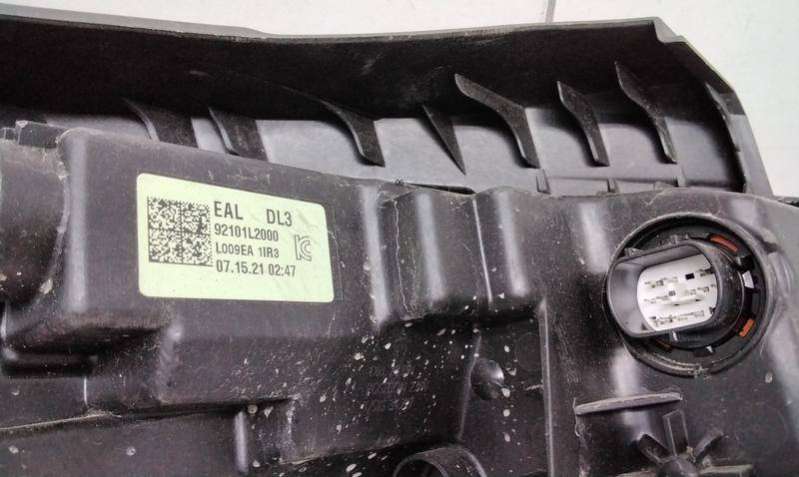 EAL DL3
92101L2000
L009EA 1IR3
07.15.21 02:47